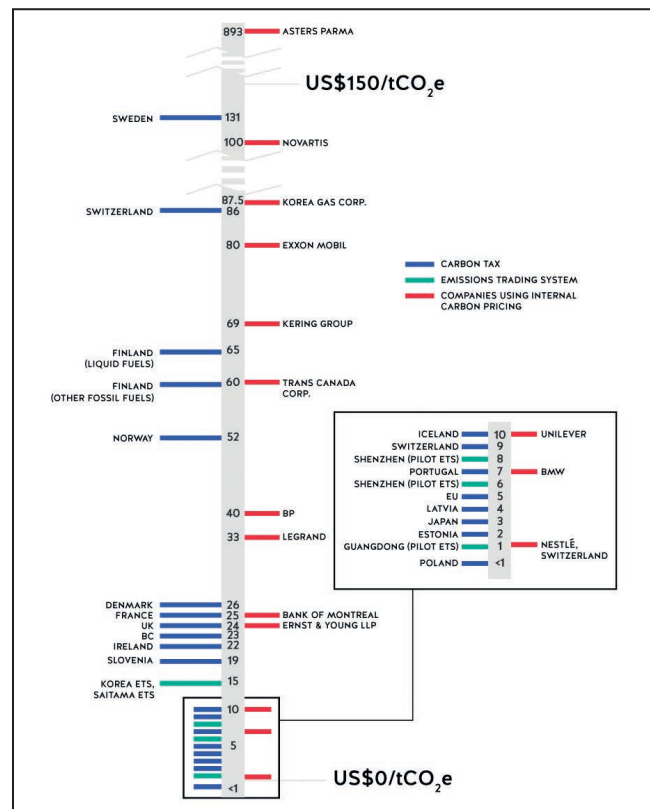 893 ASTERS PARMA
US$150/tCO₂e
SWEDEN 131
100 NOVARTIS
87.5 KOREA GAS CORP.
SWITZERLAND 86
80 EXXON MOBIL
CARBON TAX
EMISSIONS TRADING SYSTEM
COMPANIES USING INTERNAL
CARBON PRICING
69 KERING GROUP
FINLAND 65
(LIQUID FUELS)
FINLAND 60 TRANS CANADA
(OTHER FOSSIL FUELS) CORP.
NORWAY 52
40 BP
33 LEGRAND
ICELAND 10 UNILEVER
SWITZERLAND 9
SHENZHEN (PILOT ETS) 8
PORTUGAL 7 BMW
SHENZHEN (PILOT ETS) 6
EU 5
LATVIA 4
JAPAN 3
ESTONIA 2
GUANGDONG (PILOT ETS) 1 NESTLÉ,
SWITZERLAND
POLAND <1
DENMARK 26
FRANCE 25 BANK OF MONTREAL
UK 24 ERNST & YOUNG LLP
BC 23
IRELAND 22
SLOVENIA 19
KOREA ETS, 15
SAITAMA ETS
10
5
<1
US$0/tCO₂e